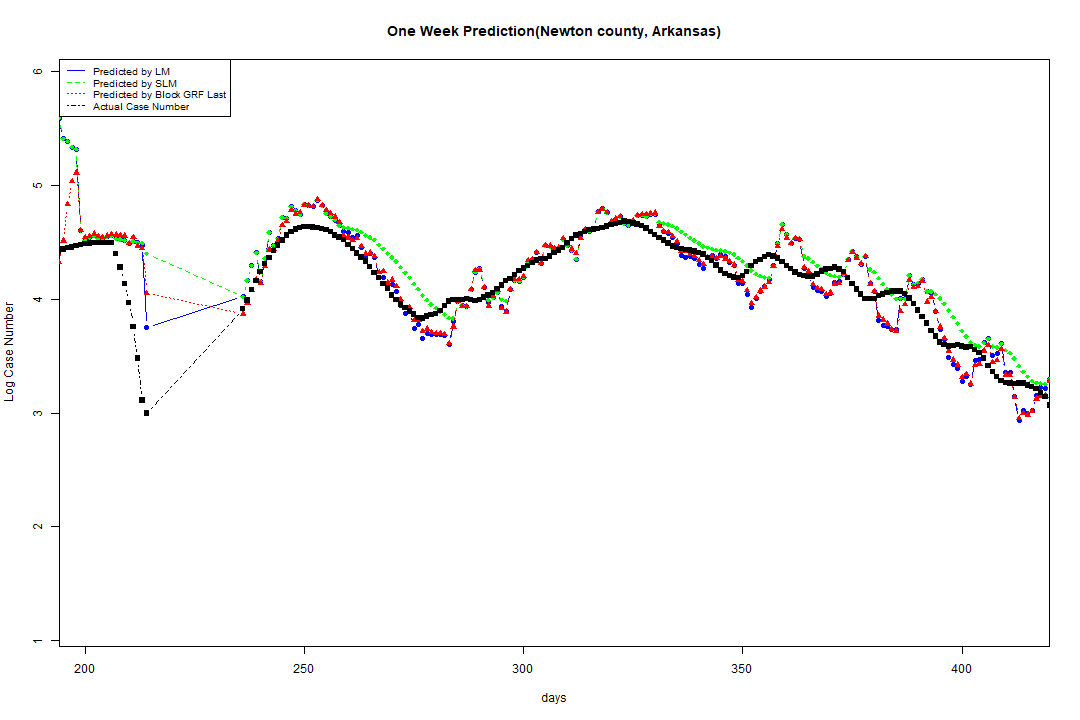 One Week Prediction(Newton county, Arkansas)
Predicted by LM
Predicted by SLM
Predicted by Block GRF Last
Actual Case Number
6
5
4
3
2
1
Log Case Number
200 250 300 350 400
days